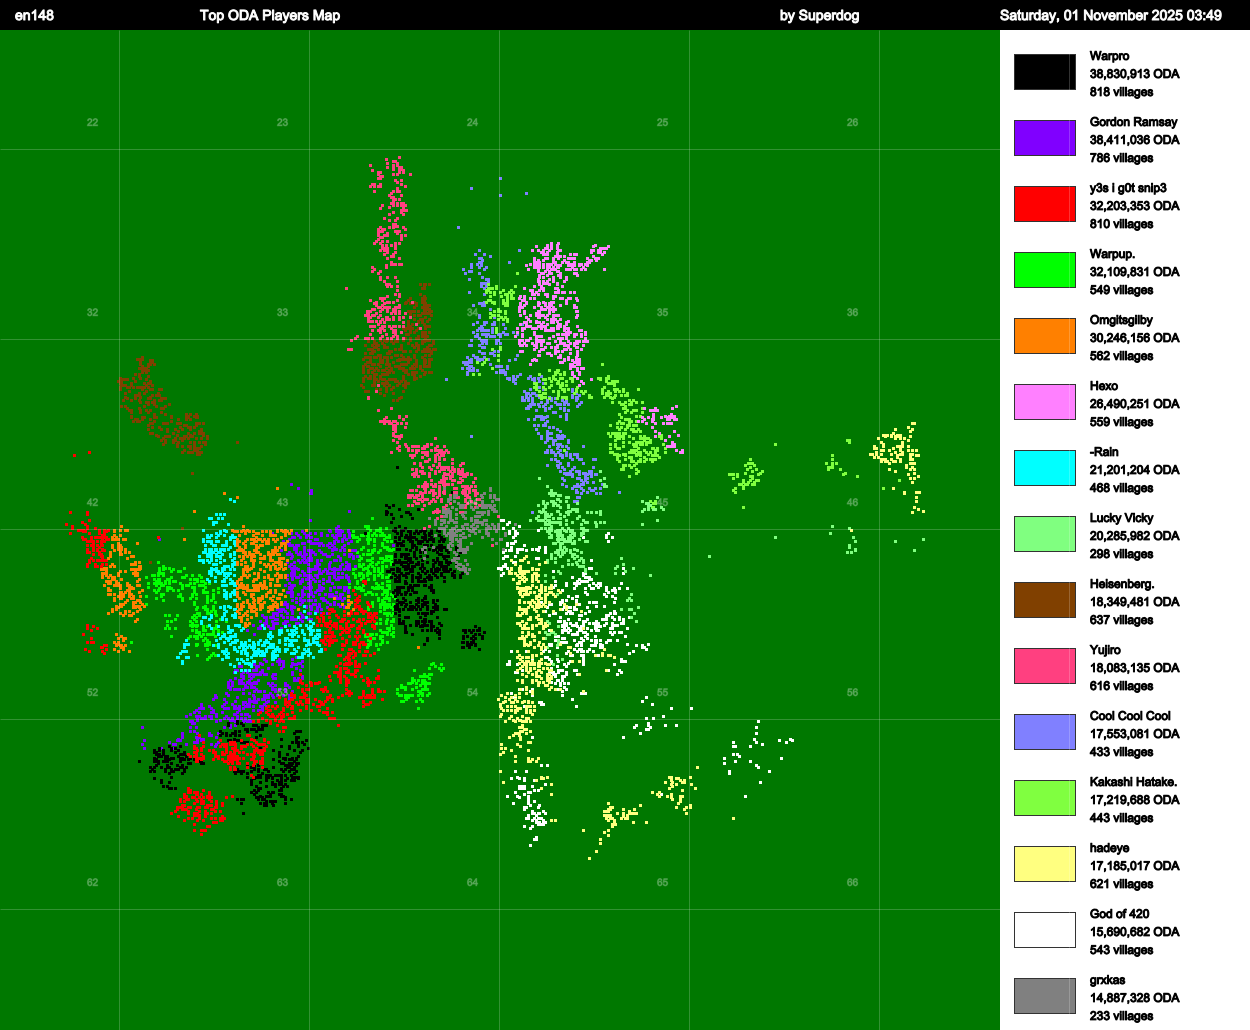 en148 Top ODA Players Map by Superdog Saturday, 01 November 2025 03:49
22 23 24 25 26
32 33 34 35 36
42 43 45 46
52 53 54 55 56
62 63 64 65 66
Warpro
38,830,913 ODA
818 villages
Gordon Ramsay
38,411,036 ODA
786 villages
y3s i g0t snip3
32,203,353 ODA
810 villages
Warpup.
32,109,831 ODA
549 villages
Omgitsgilby
30,246,156 ODA
562 villages
Hexo
26,490,251 ODA
559 villages
-Rain
21,201,204 ODA
468 villages
Lucky Vicky
20,285,982 ODA
298 villages
Heisenberg.
18,349,481 ODA
637 villages
Yujiro
18,083,135 ODA
616 villages
Cool Cool Cool
17,553,081 ODA
433 villages
Kakashi Hatake.
17,219,688 ODA
443 villages
hadeye
17,185,017 ODA
621 villages
God of 420
15,690,682 ODA
543 villages
grxkas
14,887,328 ODA
233 villages